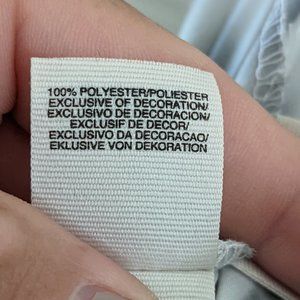 100% POLYESTER/POLIESTER
EXCLUSIVE OF DECORATION/
EXCLUSIVO DE DECORACION/
EXCLUSIF DE DECOR/
EXCLUSIVO DA DECORACAO/
EKLUSIVE VON DEKORATION